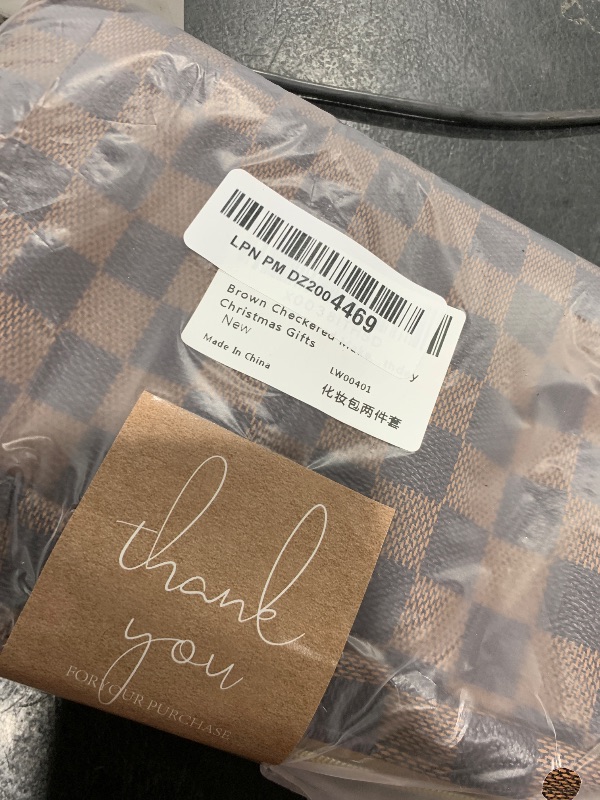 LPN PM DZ2004469
Brown Checkered
Christmas Gifts
New
Made In China
LW00401
化妆包两件套
thank
you
FOR YOUR PURCHASE